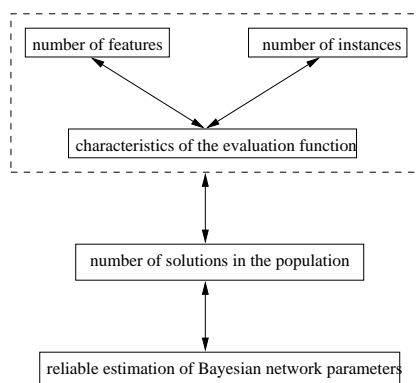 number of features
number of instances
characteristics of the evaluation function
number of solutions in the population
reliable estimation of Bayesian network parameters